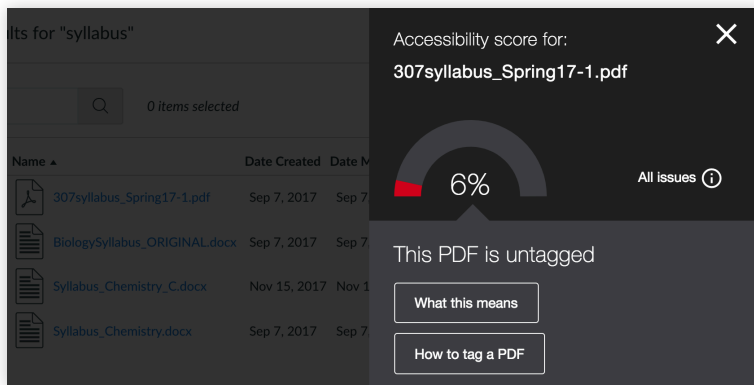 lts for "syllabus"
0 items selected
Name Date Created Date M
307syllabus_Spring17-1.pdf Sep 7, 2017 Sep 7
BiologySyllabus_ORIGINAL.docx Sep 7, 2017 Sep 7
Syllabus_Chemistry_C.docx Nov 15, 2017 Nov 1
Syllabus_Chemistry.docx Sep 7, 2017 Sep 7
Accessibility score for:
307syllabus_Spring17-1.pdf
6%
All issues
This PDF is untagged
What this means
How to tag a PDF